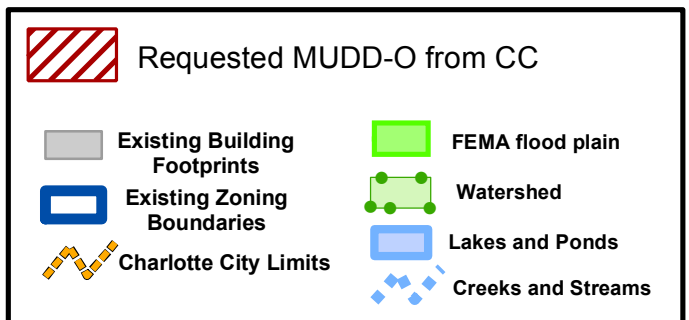 Requested MUDD-O from CC
Existing Building
Footprints
Existing Zoning
Boundaries
Charlotte City Limits
FEMA flood plain
Watershed
Lakes and Ponds
Creeks and Streams